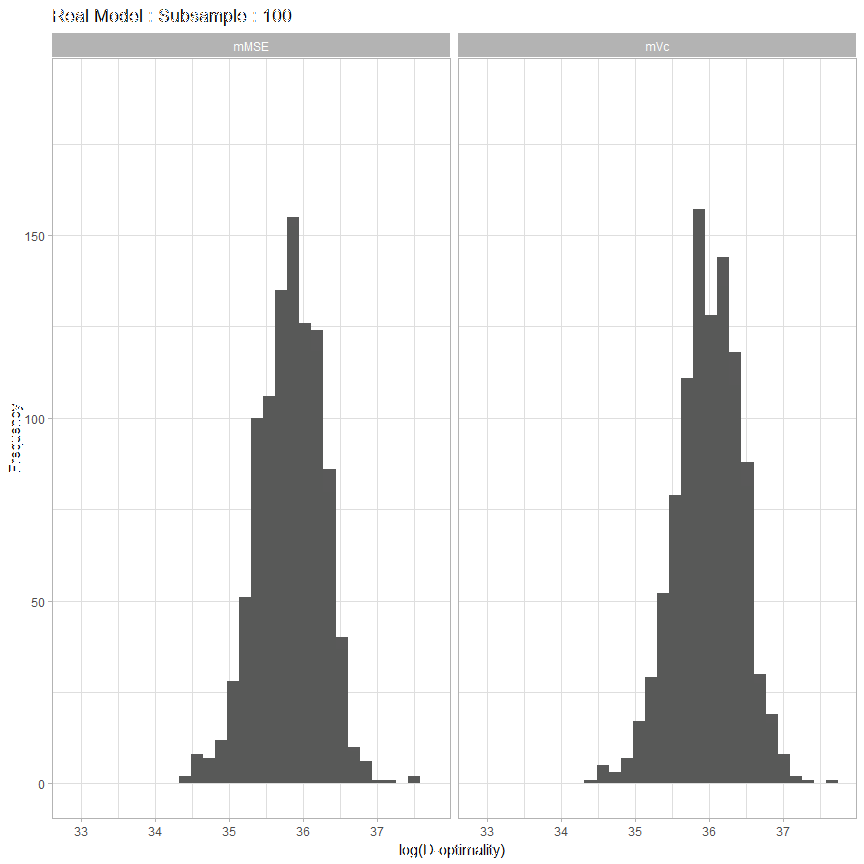 Real Model : Subsample : 100
mMSE mVc
150
100
50
0
Frequency
33 34 35 36 37 33 34 35 36 37
log(D-optimality)